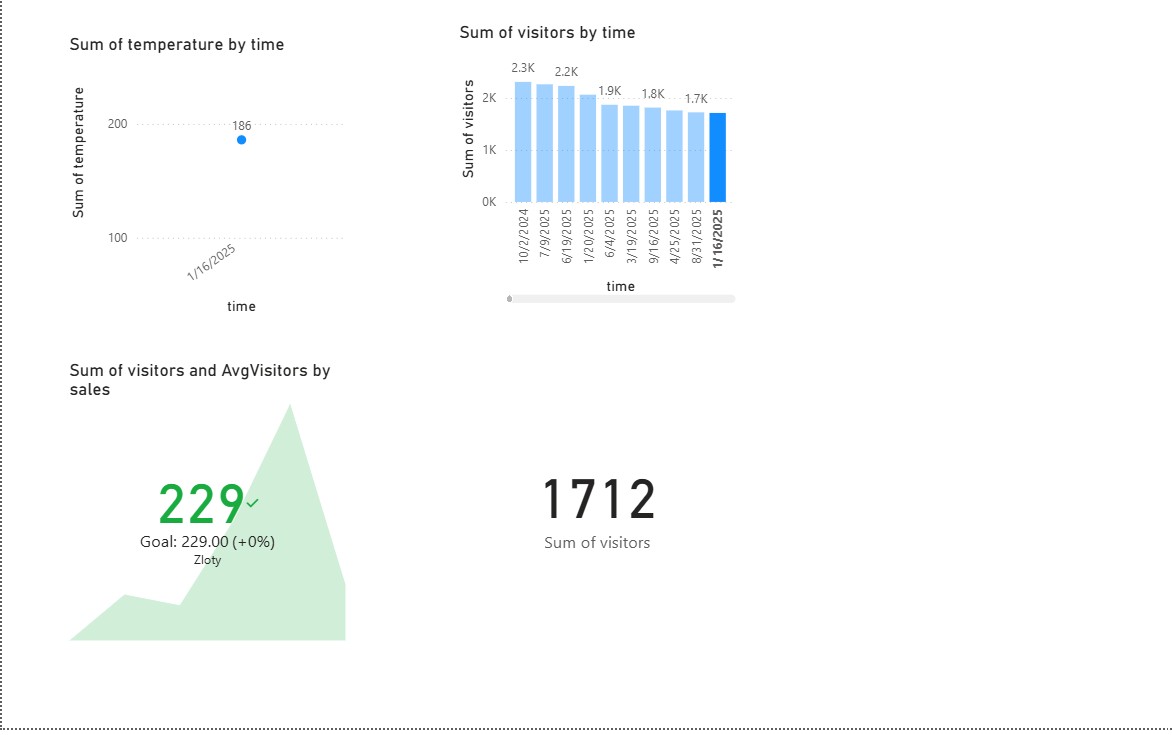 Sum of temperature by time
Sum of temperature
200
186
100
1/16/2025
time
Sum of visitors by time
Sum of visitors
2.3K
2.2K
1.9K
1.8K
1.7K
2K
1K
0K
10/2/2024
7/9/2025
6/19/2025
1/20/2025
6/4/2025
3/19/2025
9/16/2025
4/25/2025
8/31/2025
1/16/2025
time
Sum of visitors and AvgVisitors by
sales
229
Goal: 229.00 (+0%)
Zloty
1712
Sum of visitors